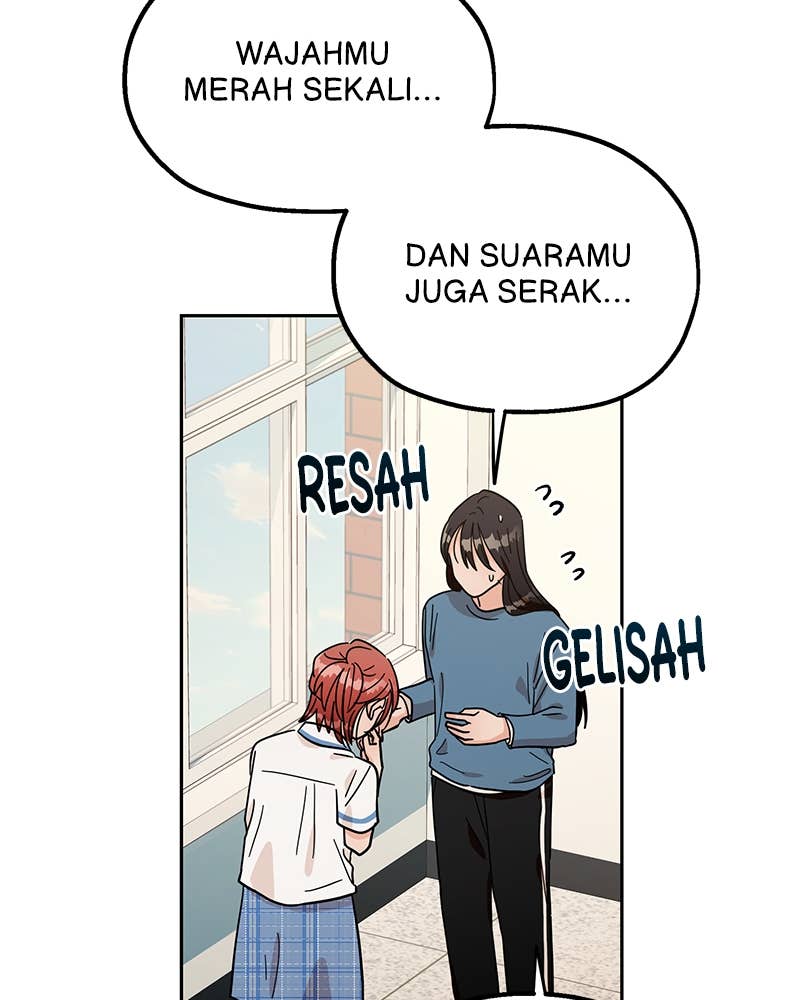 WAJAHMU
MERAH SEKALI...
DAN SUARAMU
JUGA SERAK...
RESAH
GELISAH